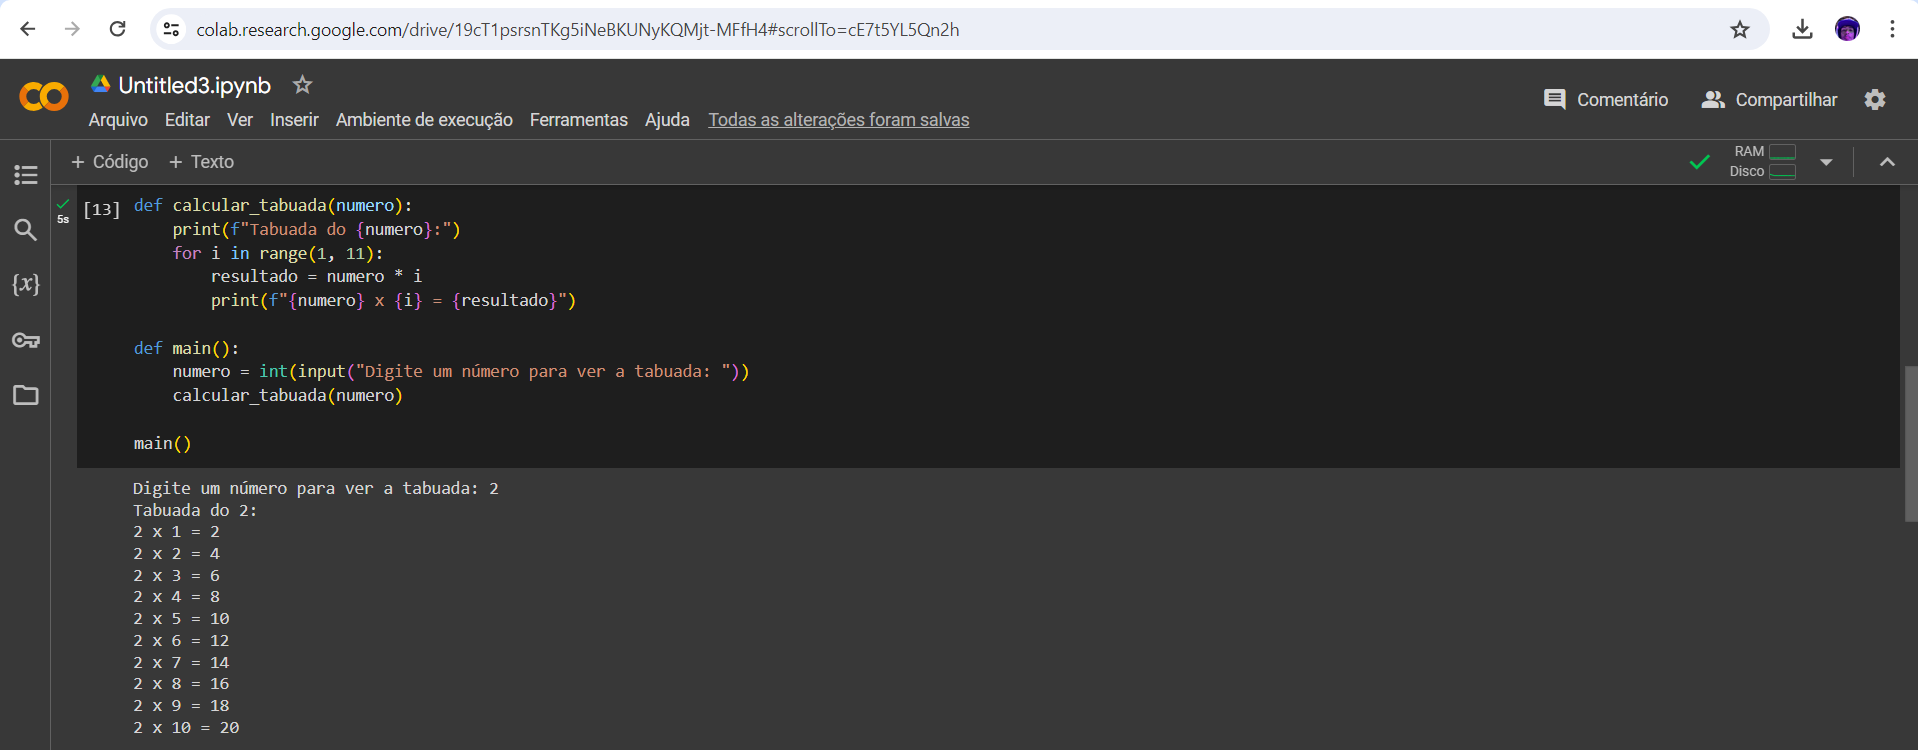 colab.research.google.com/drive/19cT1psrsnTKg5iNeBKUNyKQMjt-MFfH4#scrollTo=cE7t5YL5Qn2h
Untitled3.ipynb
Comentário Compartilhar
Arquivo Editar Ver Inserir Ambiente de execução Ferramentas Ajuda Todas as alterações foram salvas
+ Código + Texto
RAM
Disco
{x}
5s
[13] def calcular_tabuada(numero):
    print(f"Tabuada do {numero}:")
    for i in range(1, 11):
        resultado = numero * i
        print(f"{numero} x {i} = {resultado}")
def main():
    numero = int(input("Digite um número para ver a tabuada: "))
    calcular_tabuada(numero)
main()
Digite um número para ver a tabuada: 2
Tabuada do 2:
2 x 1 = 2
2 x 2 = 4
2 x 3 = 6
2 x 4 = 8
2 x 5 = 10
2 x 6 = 12
2 x 7 = 14
2 x 8 = 16
2 x 9 = 18
2 x 10 = 20